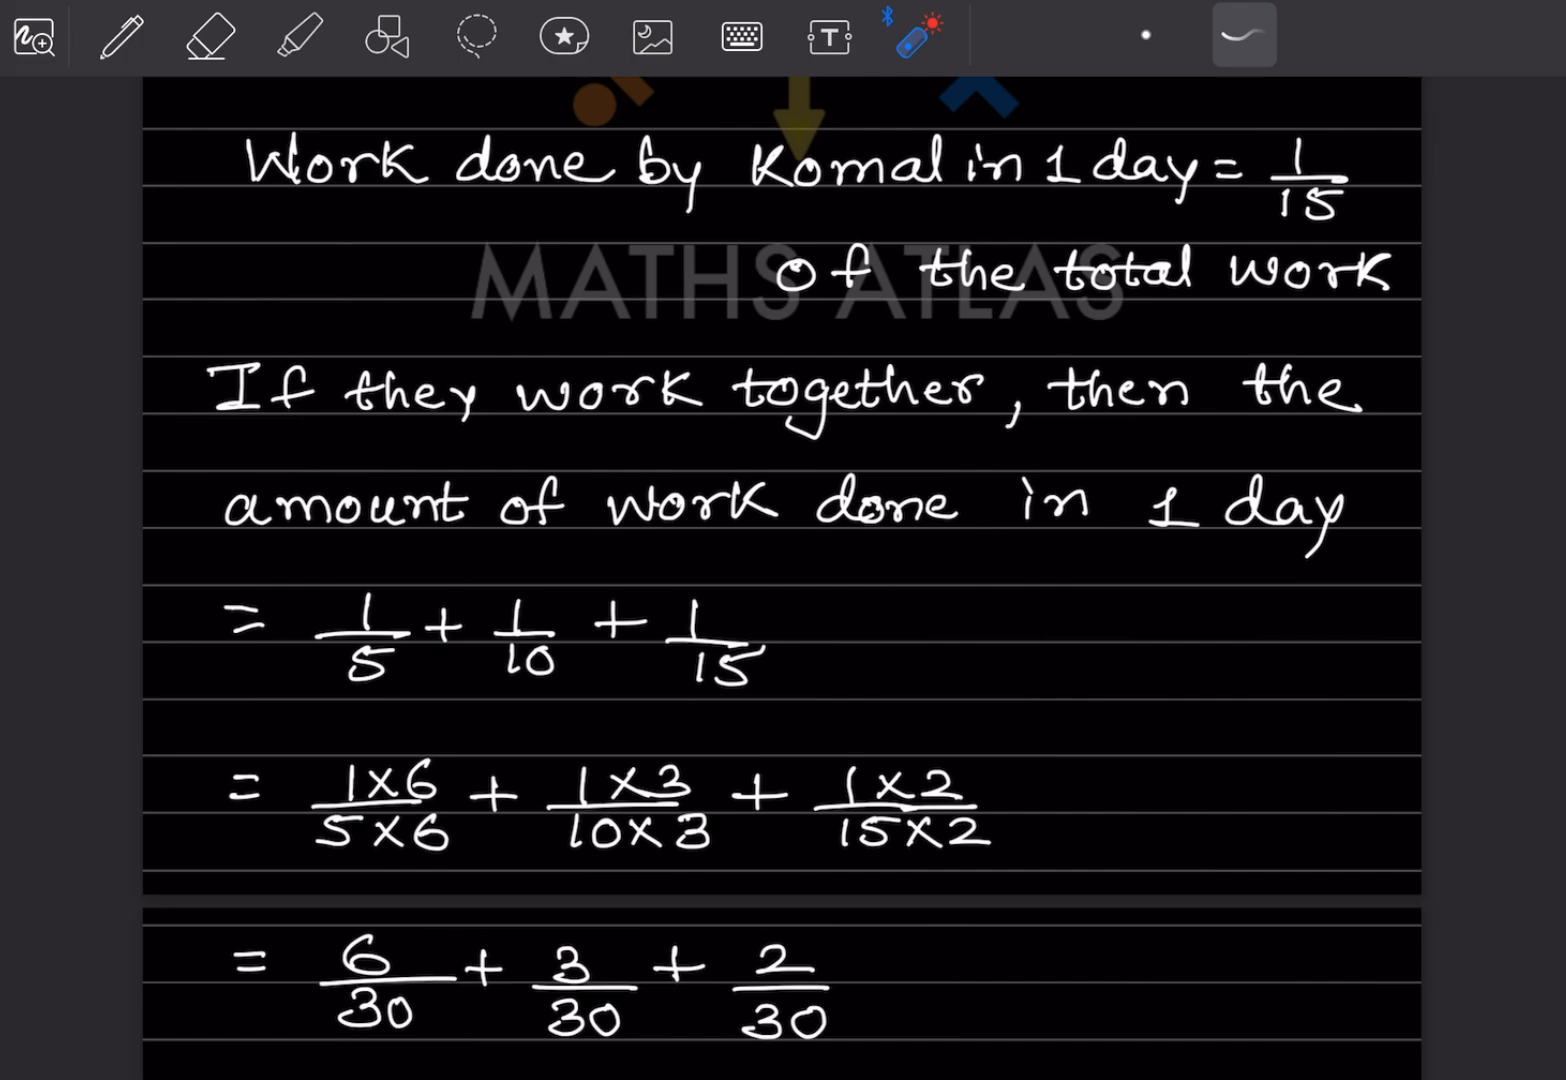 Work done by Komal in 1 day = 1/15
of the total work
MATHS ATLAS
If they work together, then the
amount of work done in 1 day
= 1/5 + 1/10 + 1/15
= 1×6/5×6 + 1×3/10×3 + 1×2/15×2
= 6/30 + 3/30 + 2/30